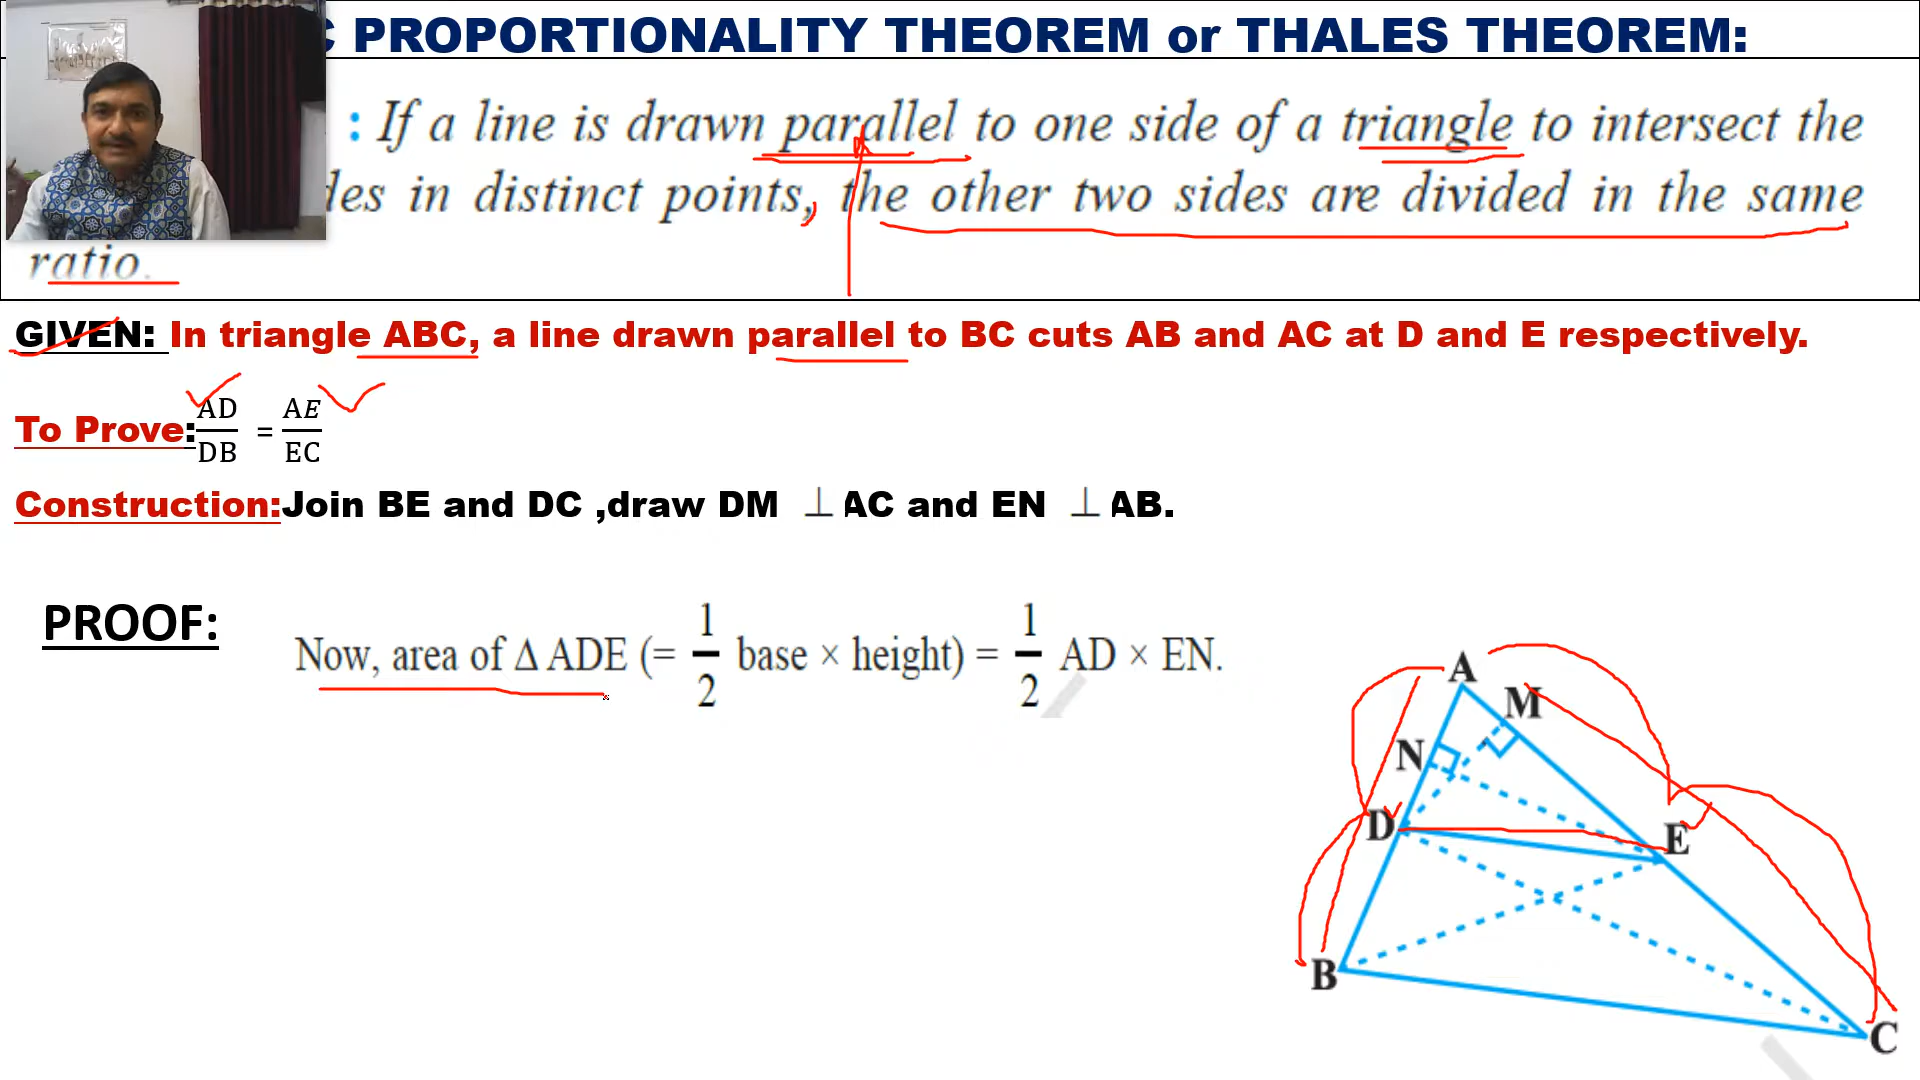 C PROPORTIONALITY THEOREM or THALES THEOREM:
: If a line is drawn parallel to one side of a triangle to intersect the
des in distinct points, the other two sides are divided in the same
ratio.
GIVEN: In triangle ABC, a line drawn parallel to BC cuts AB and AC at D and E respectively.
To Prove: AD/DB = AE/EC
Construction:Join BE and DC ,draw DM ⊥ AC and EN ⊥ AB.
PROOF:
Now, area of Δ ADE (= 1/2 base × height) = 1/2 AD × EN.
A
M
N
D
E
B
C